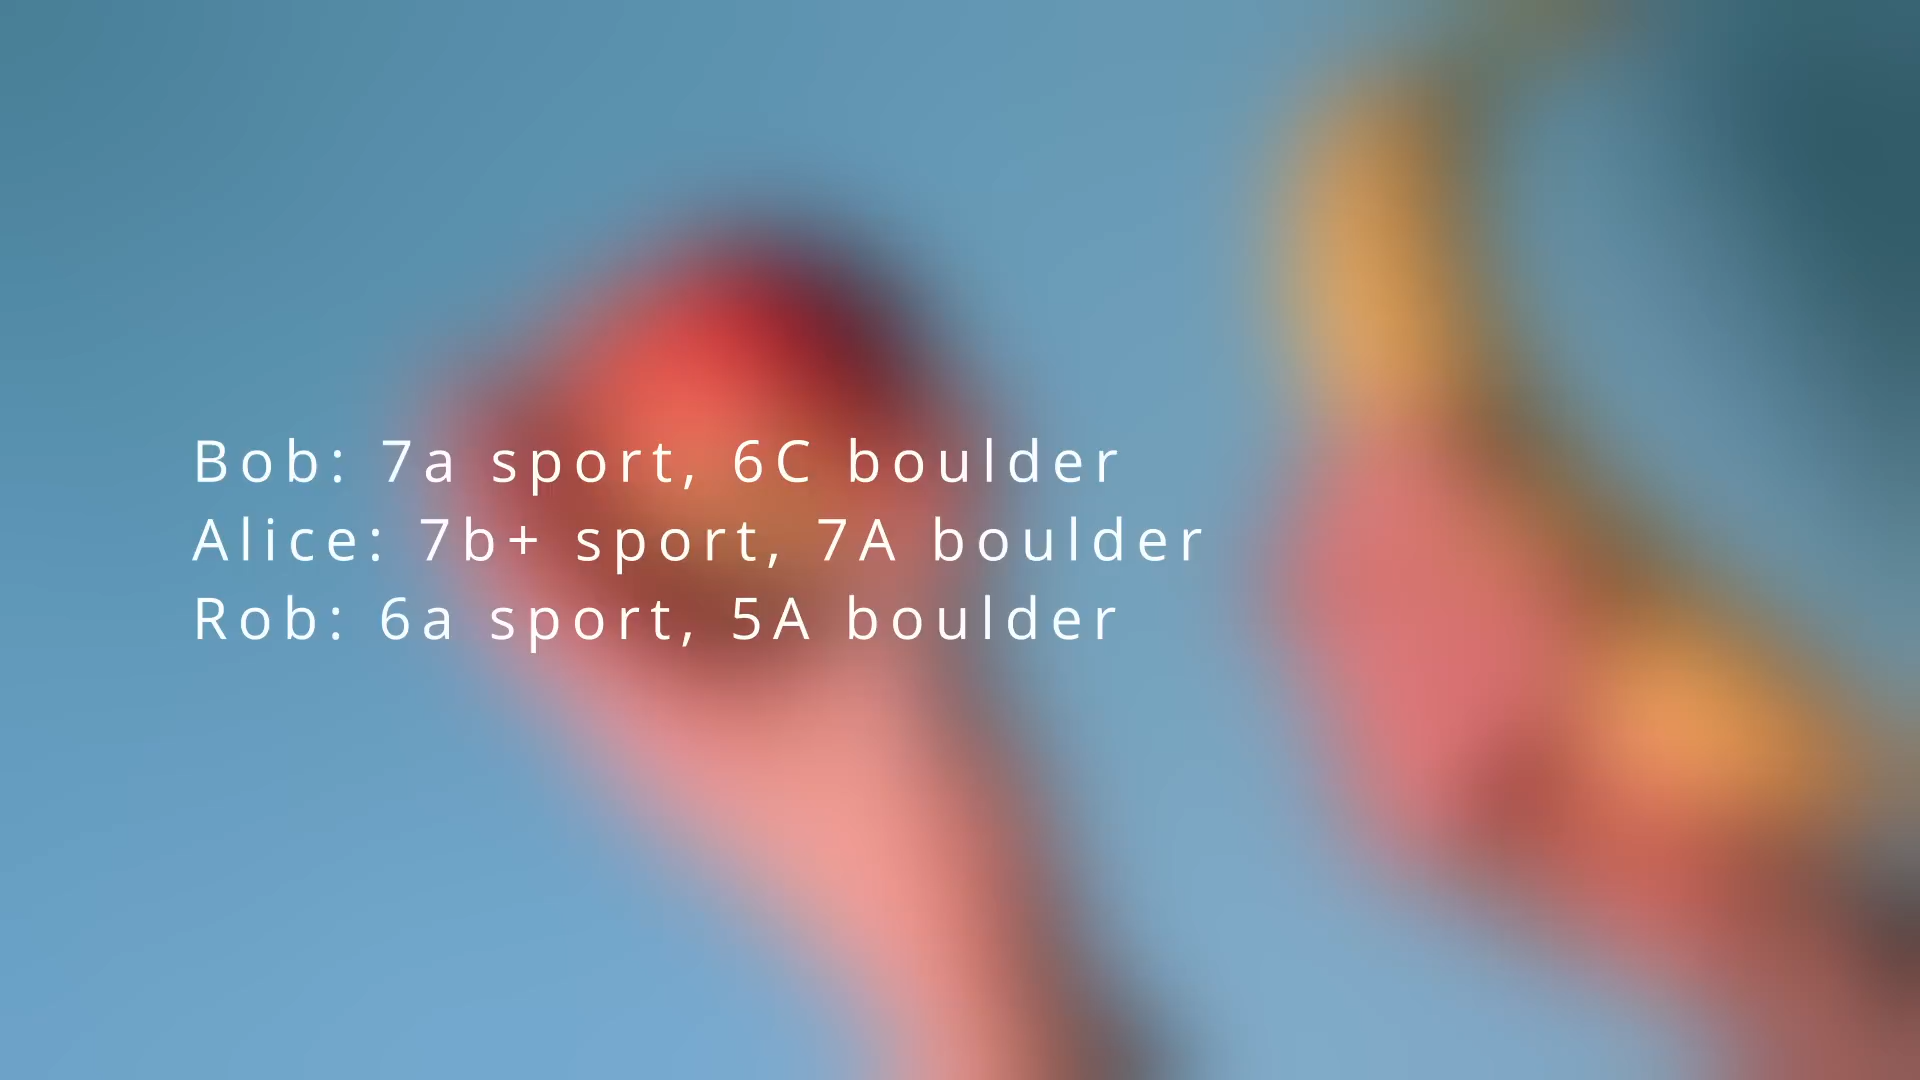 Bob: 7a sport, 6C boulder
Alice: 7b+ sport, 7A boulder
Rob: 6a sport, 5A boulder